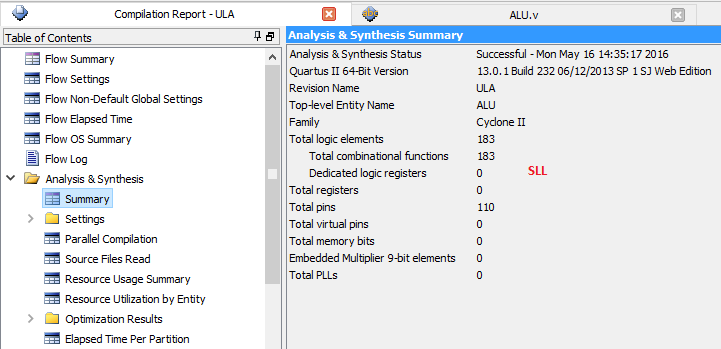 Compilation Report - ULA
ALU.v
Table of Contents
Flow Summary
Flow Settings
Flow Non-Default Global Settings
Flow Elapsed Time
Flow OS Summary
Flow Log
Analysis & Synthesis
Summary
Settings
Parallel Compilation
Source Files Read
Resource Usage Summary
Resource Utilization by Entity
Optimization Results
Elapsed Time Per Partition
Analysis & Synthesis Summary
Analysis & Synthesis Status Successful - Mon May 16 14:35:17 2016
Quartus II 64-Bit Version 13.0.1 Build 232 06/12/2013 SP 1 SJ Web Edition
Revision Name ULA
Top-level Entity Name ALU
Family Cyclone II
Total logic elements 183
Total combinational functions 183
Dedicated logic registers 0 SLL
Total registers 0
Total pins 110
Total virtual pins 0
Total memory bits 0
Embedded Multiplier 9-bit elements 0
Total PLLs 0